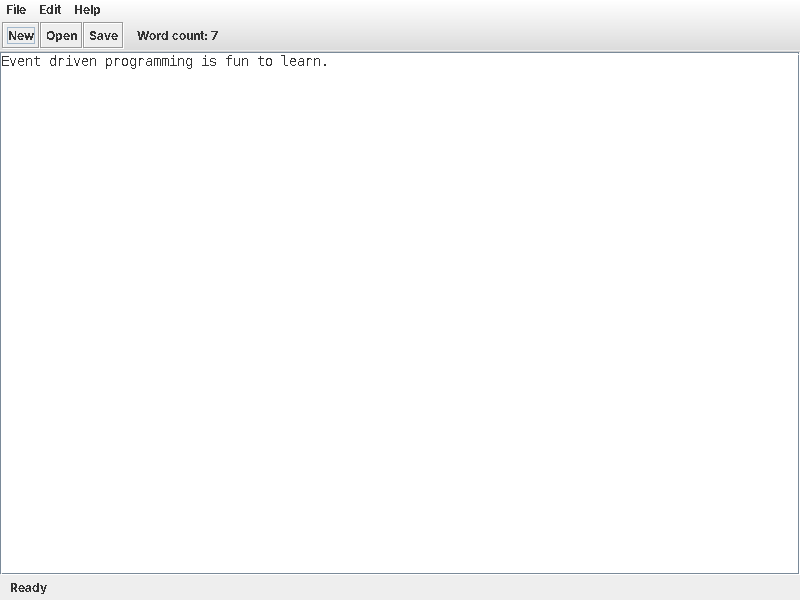 File Edit Help
New Open Save Word count: 7
Event driven programming is fun to learn.
Ready